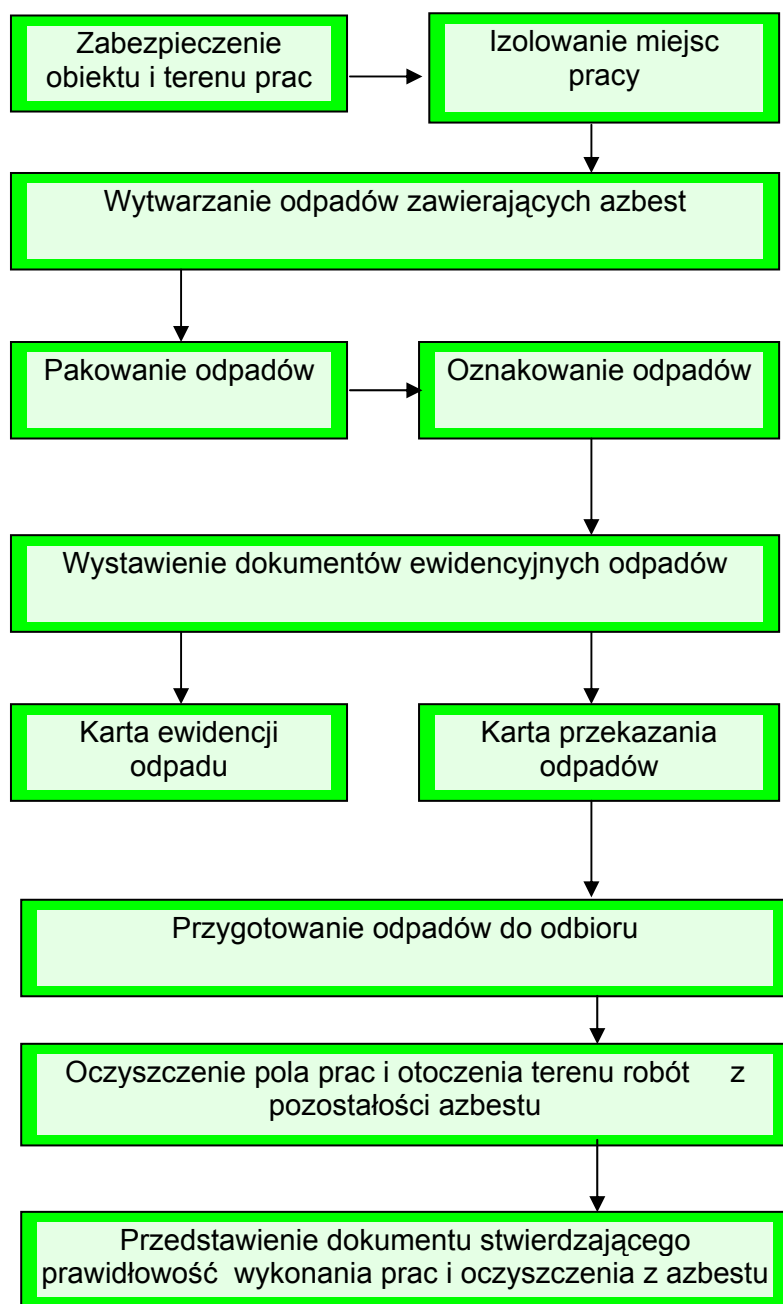 Zabezpieczenie
obiektu i terenu prac
Izolowanie miejsc
pracy
Wytwarzanie odpadów zawierających azbest
Pakowanie odpadów
Oznakowanie odpadów
Wystawienie dokumentów ewidencyjnych odpadów
Karta ewidencji
odpadu
Karta przekazania
odpadów
Przygotowanie odpadów do odbioru
Oczyszczenie pola prac i otoczenia terenu robót z
pozostałości azbestu
Przedstawienie dokumentu stwierdzającego
prawidłowość wykonania prac i oczyszczenia z azbestu